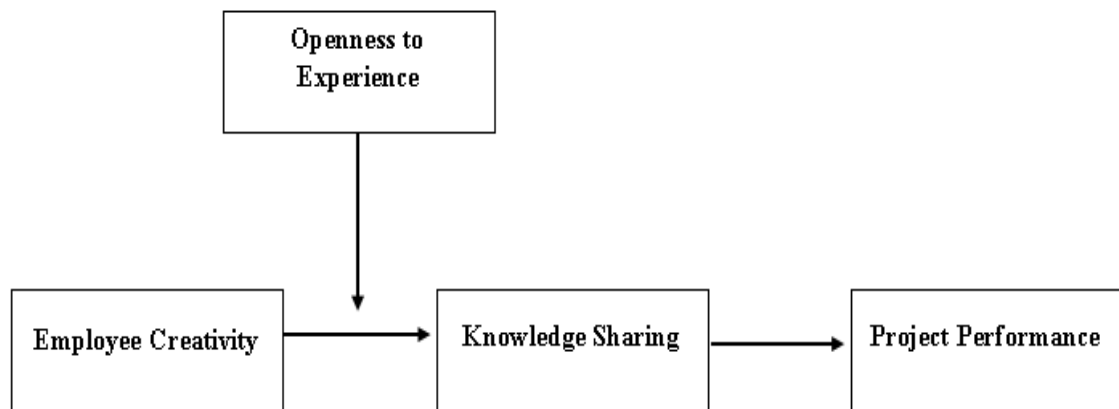 Openness to
Experience
Employee Creativity
Knowledge Sharing
Project Performance